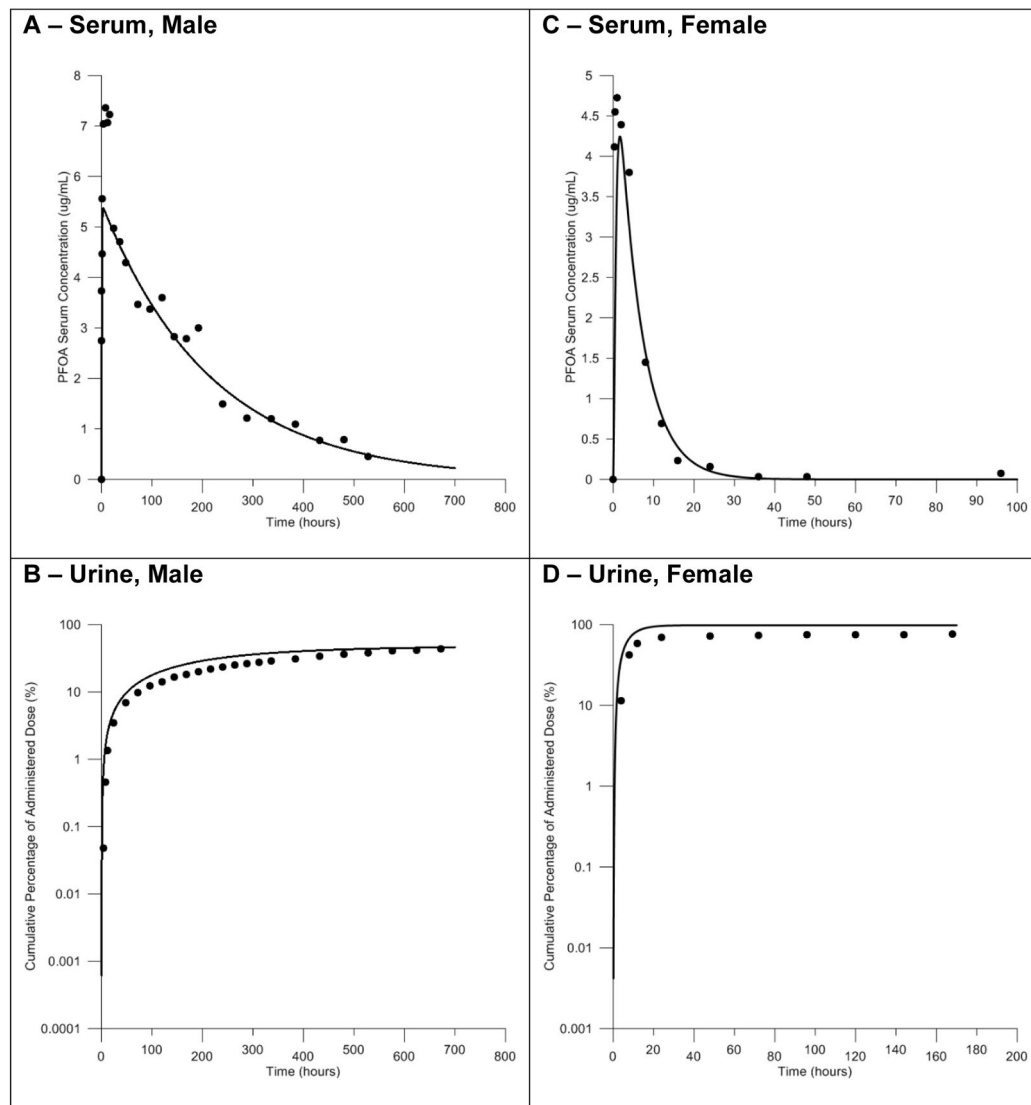 A – Serum, Male
8
7
6
5
4
3
2
1
0
PFOA Serum Concentration (ug/mL)
0 100 200 300 400 500 600 700 800
Time (hours)
C – Serum, Female
5
4.5
4
3.5
3
2.5
2
1.5
1
0.5
0
PFOA Serum Concentration (ug/mL)
0 10 20 30 40 50 60 70 80 90 100
Time (hours)
B – Urine, Male
100
10
1
0.1
0.01
0.001
0.0001
Cumulative Percentage of Administered Dose (%)
0 100 200 300 400 500 600 700 800
Time (hours)
D – Urine, Female
100
10
1
0.1
0.01
0.001
Cumulative Percentage of Administered Dose (%)
0 20 40 60 80 100 120 140 160 180 200
Time (hours)